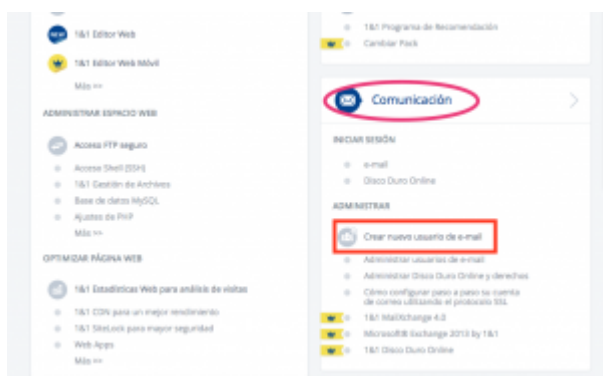 1&1 Editor Web
1&1 Editor Web Móvil
Más >>
ADMINISTRAR ESPACIO WEB
Acceso FTP seguro
Acceso Shell (SSH)
1&1 Gestión de Archivos
Base de datos MySQL
Ajustes de PHP
Más >>
OPTIMIZAR PÁGINA WEB
1&1 Estadísticas Web para análisis de visitas
1&1 CDN para un mejor rendimiento
1&1 SiteLock para mayor seguridad
Web Apps
Más >>
1&1 Programa de Recomendación
Cambiar Pack
Comunicación
INICIAR SESIÓN
e-mail
Disco Duro Online
ADMINISTRAR
Crear nuevo usuario de e-mail
Administrar usuarios de e-mail
Administrar Disco Duro Online y derechos
Cómo configurar paso a paso su cuenta
de correo utilizando el protocolo SSL
1&1 MailXchange 4.0
Microsoft® Exchange 2013 by 1&1
1&1 Disco Duro Online